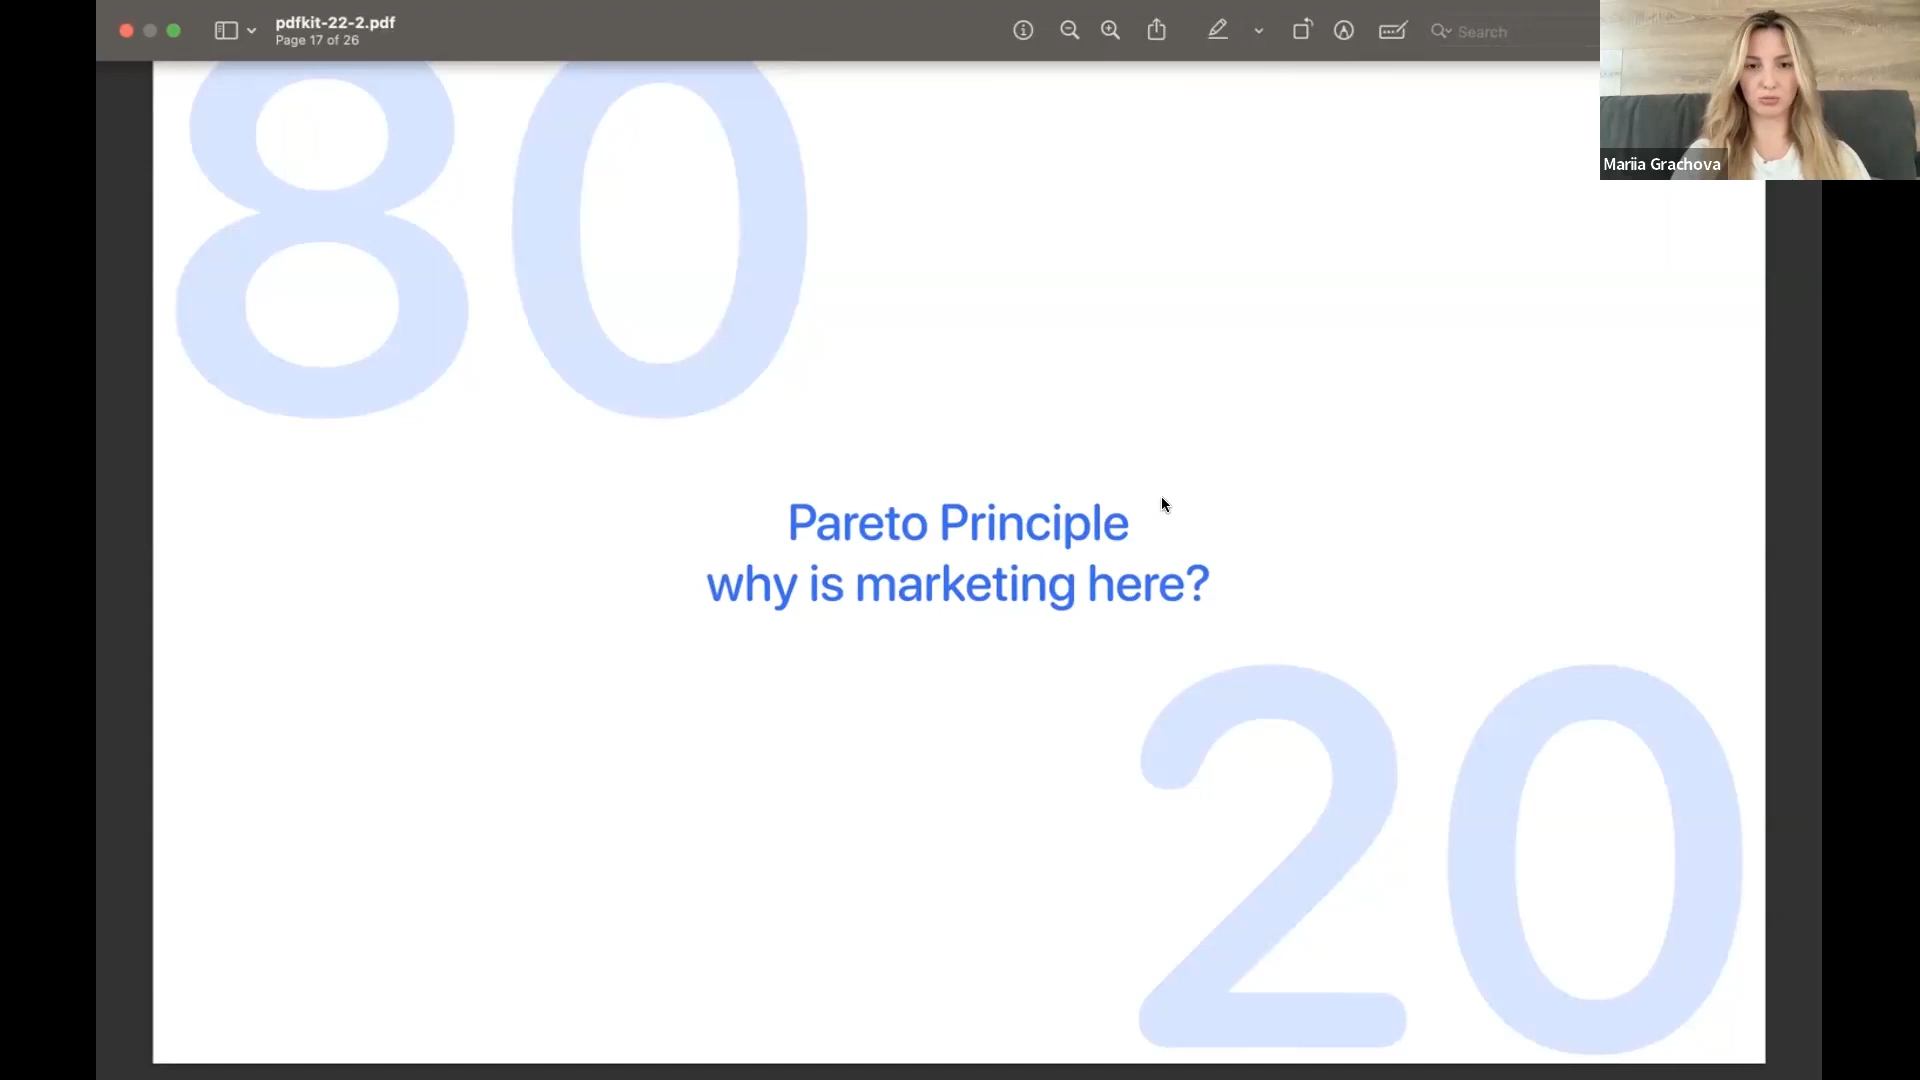 pdfkit-22-2.pdf
Page 17 of 26
Search
Mariia Grachova
80
Pareto Principle
why is marketing here?
20